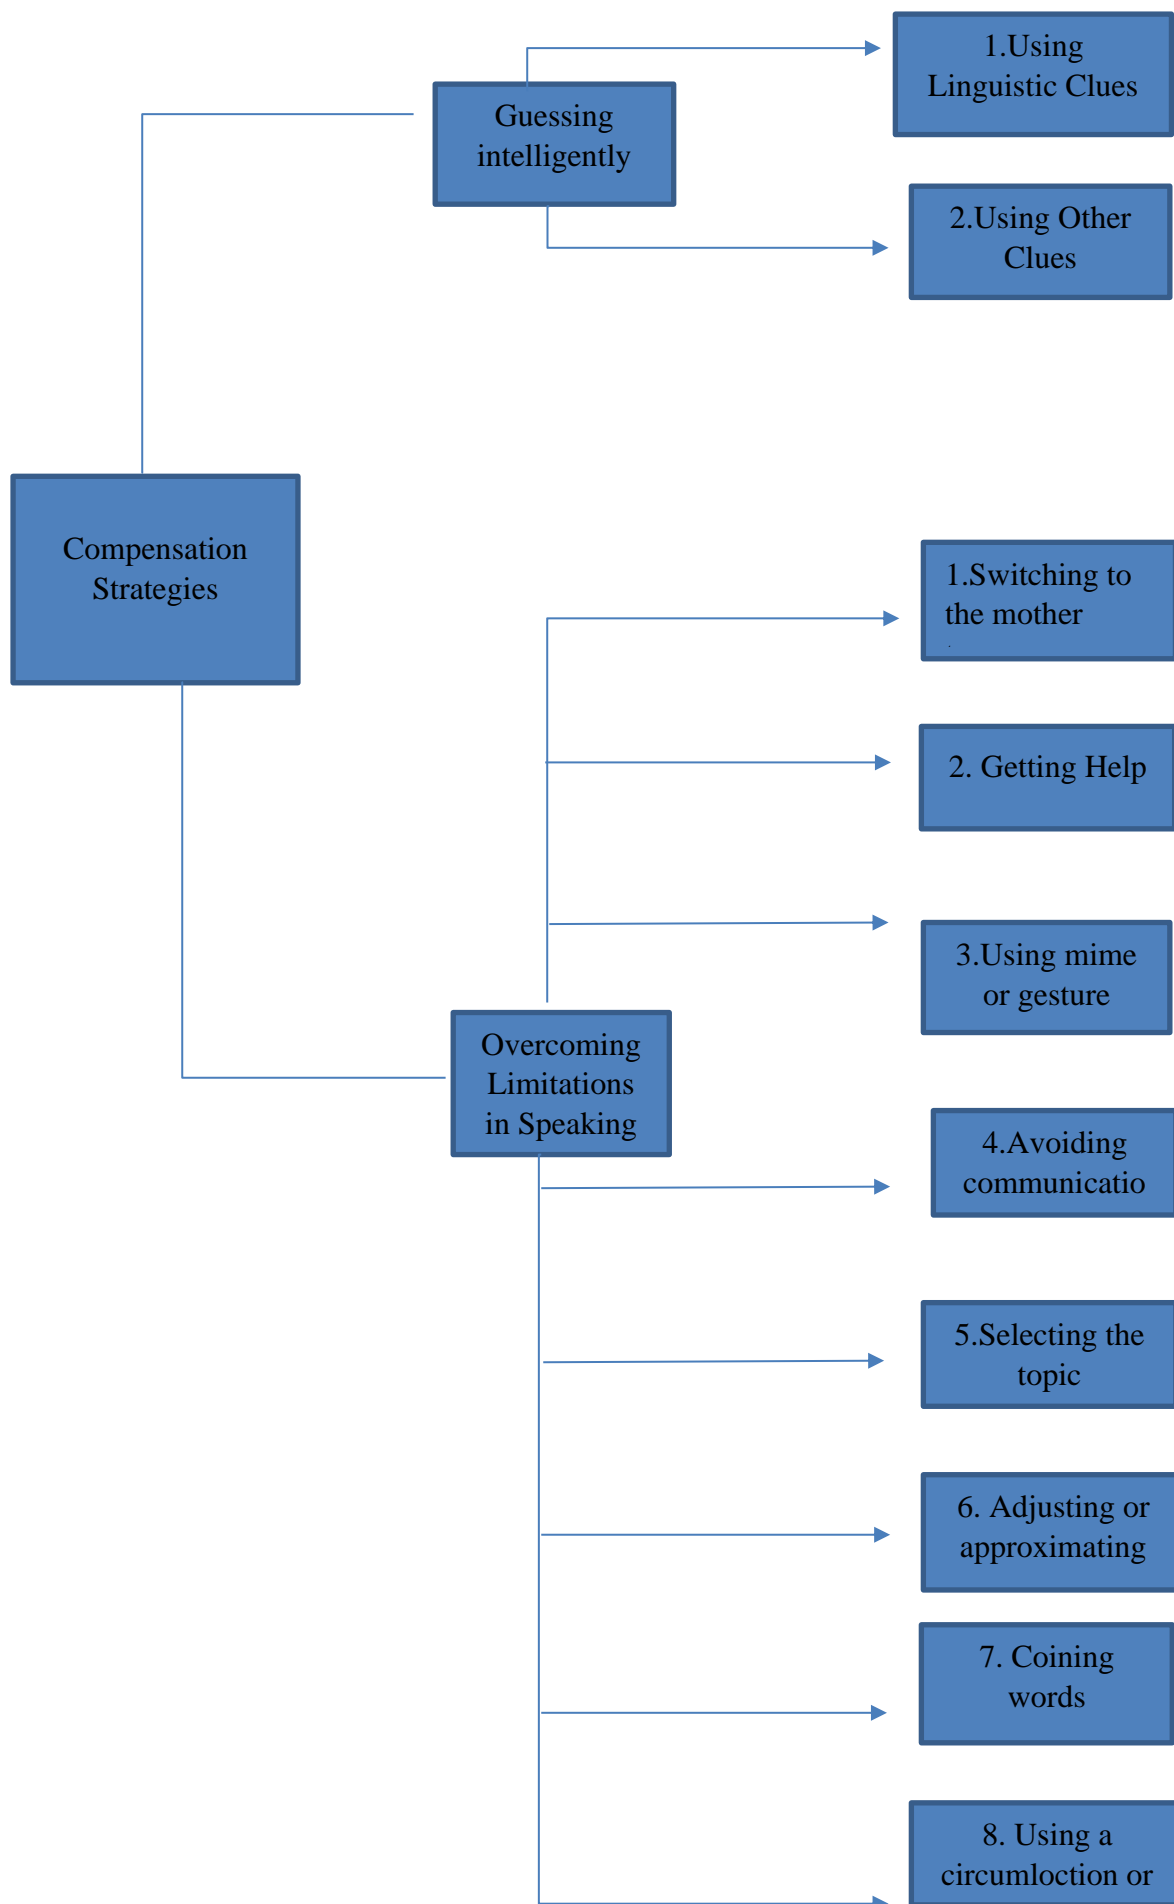 1.Using
Linguistic Clues
Guessing
intelligently
2.Using Other
Clues
Compensation
Strategies
1.Switching to
the mother
2. Getting Help
3.Using mime
or gesture
Overcoming
Limitations
in Speaking
4.Avoiding
communicatio
5.Selecting the
topic
6. Adjusting or
approximating
7. Coining
words
8. Using a
circumloction or